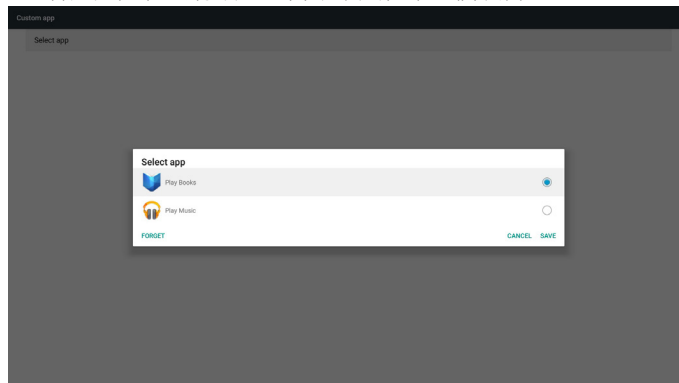 Custom app
Select app
Select app
Play Books
Play Music
FORGET
CANCEL SAVE